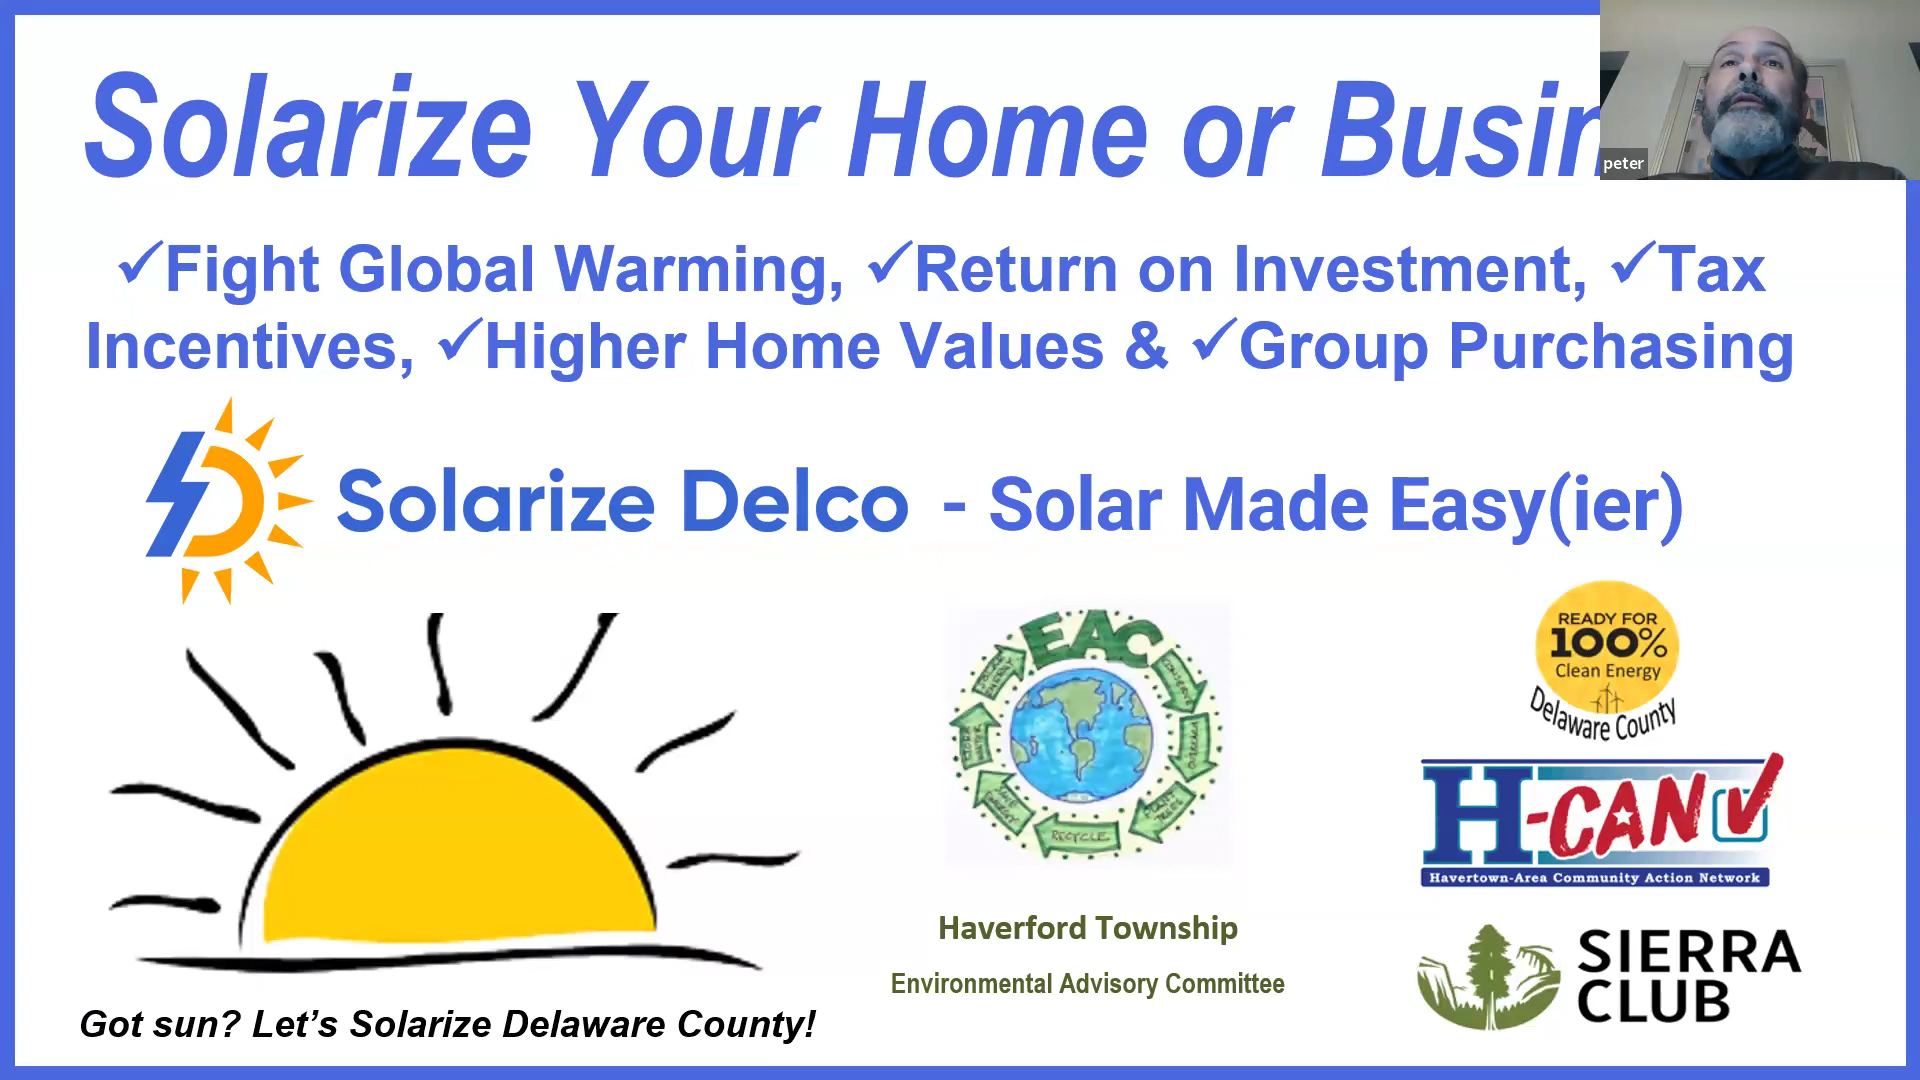 Solarize Your Home or Busin
peter
✓Fight Global Warming, ✓Return on Investment, ✓Tax
Incentives, ✓Higher Home Values & ✓Group Purchasing
Solarize Delco - Solar Made Easy(ier)
EAC
RECYCLE
READY FOR
100%
Clean Energy
Delaware County
H-CAN
Havertown-Area Community Action Network
Haverford Township
Environmental Advisory Committee
SIERRA
CLUB
Got sun? Let's Solarize Delaware County!